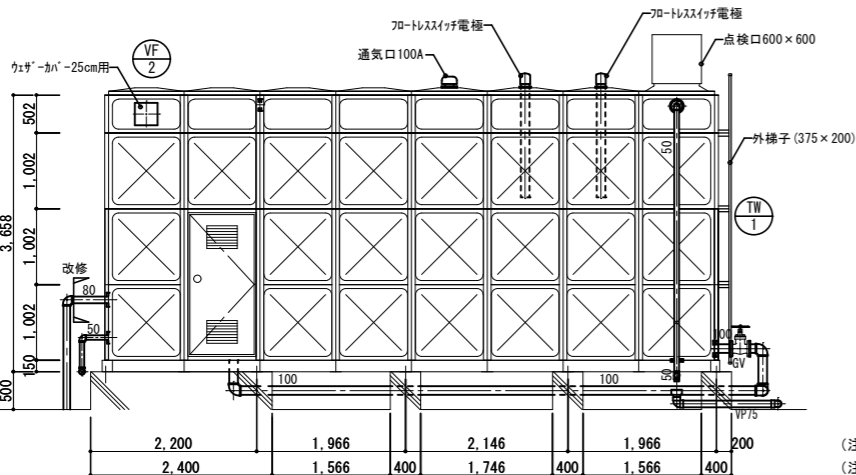 フロートレススイッチ電極
フロートレススイッチ電極
通気口100A
点検口600×600
VF
2
ウェザーカバー25cm用
502
1,002
1,002
1,002
3,658
150
500
外梯子(375×200)
50
TW
1
改修
80
50
100
GV
50
100
100
VP75
2,200
1,966
2,146
1,966
200
(注
2,400
1,566
400
1,746
400
1,566
400
(注